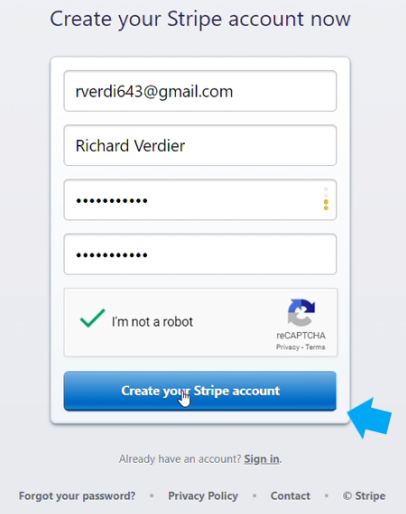 Create your Stripe account now
rverdi643@gmail.com
Richard Verdier
•••••••••••
•••••••••••
I'm not a robot
reCAPTCHA
Privacy - Terms
Create your Stripe account
Already have an account? Sign in.
Forgot your password? • Privacy Policy • Contact • © Stripe